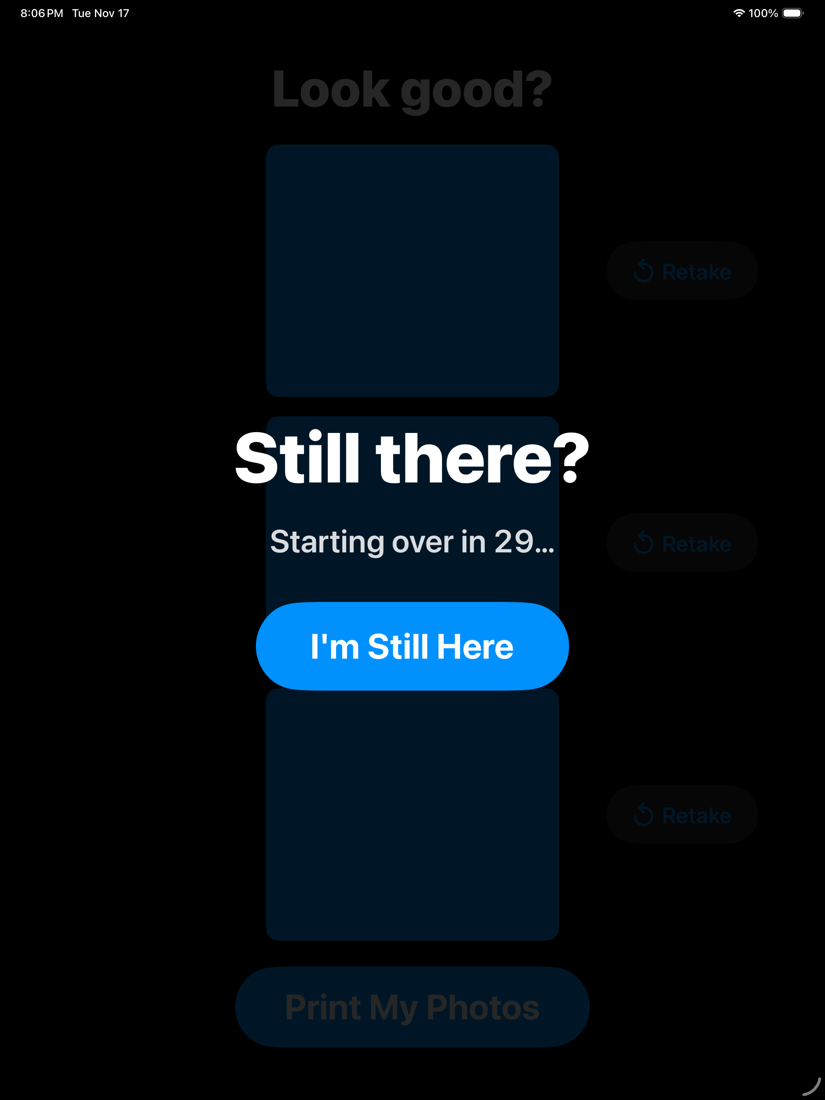 8:06 PM Tue Nov 17 100%
Look good?
Retake
Still there?
Starting over in 29...
Retake
I'm Still Here
Retake
Print My Photos